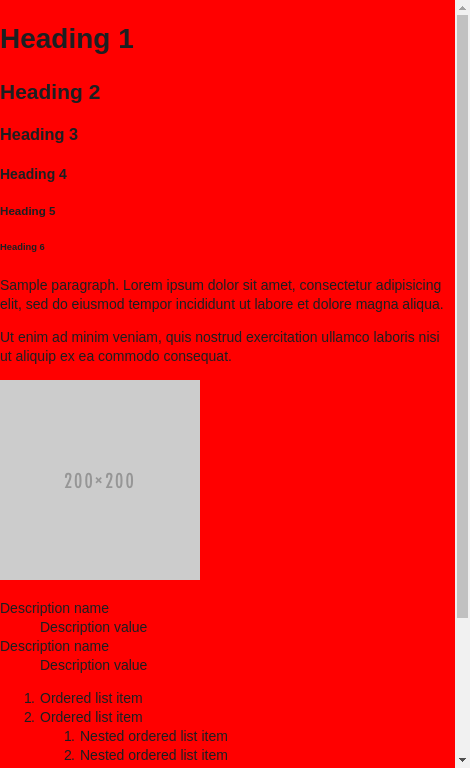 Heading 1
Heading 2
Heading 3
Heading 4
Heading 5
Heading 6
Sample paragraph. Lorem ipsum dolor sit amet, consectetur adipisicing
elit, sed do eiusmod tempor incididunt ut labore et dolore magna aliqua.
Ut enim ad minim veniam, quis nostrud exercitation ullamco laboris nisi
ut aliquip ex ea commodo consequat.
200×200
Description name
Description value
Description name
Description value
1. Ordered list item
2. Ordered list item
1. Nested ordered list item
2. Nested ordered list item